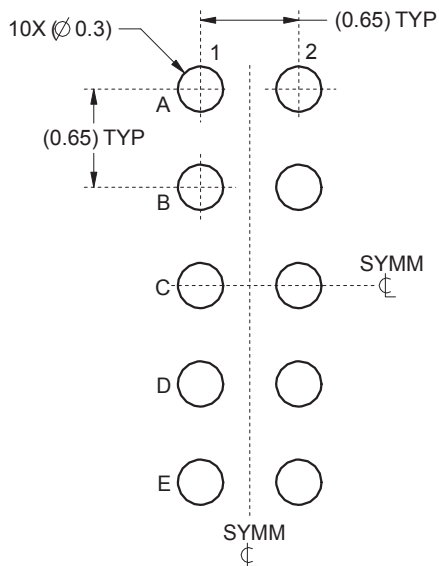 (0.65) TYP
10X (∅ 0.3)
1
2
A
(0.65) TYP
B
C
SYMM
℄
D
E
SYMM
℄